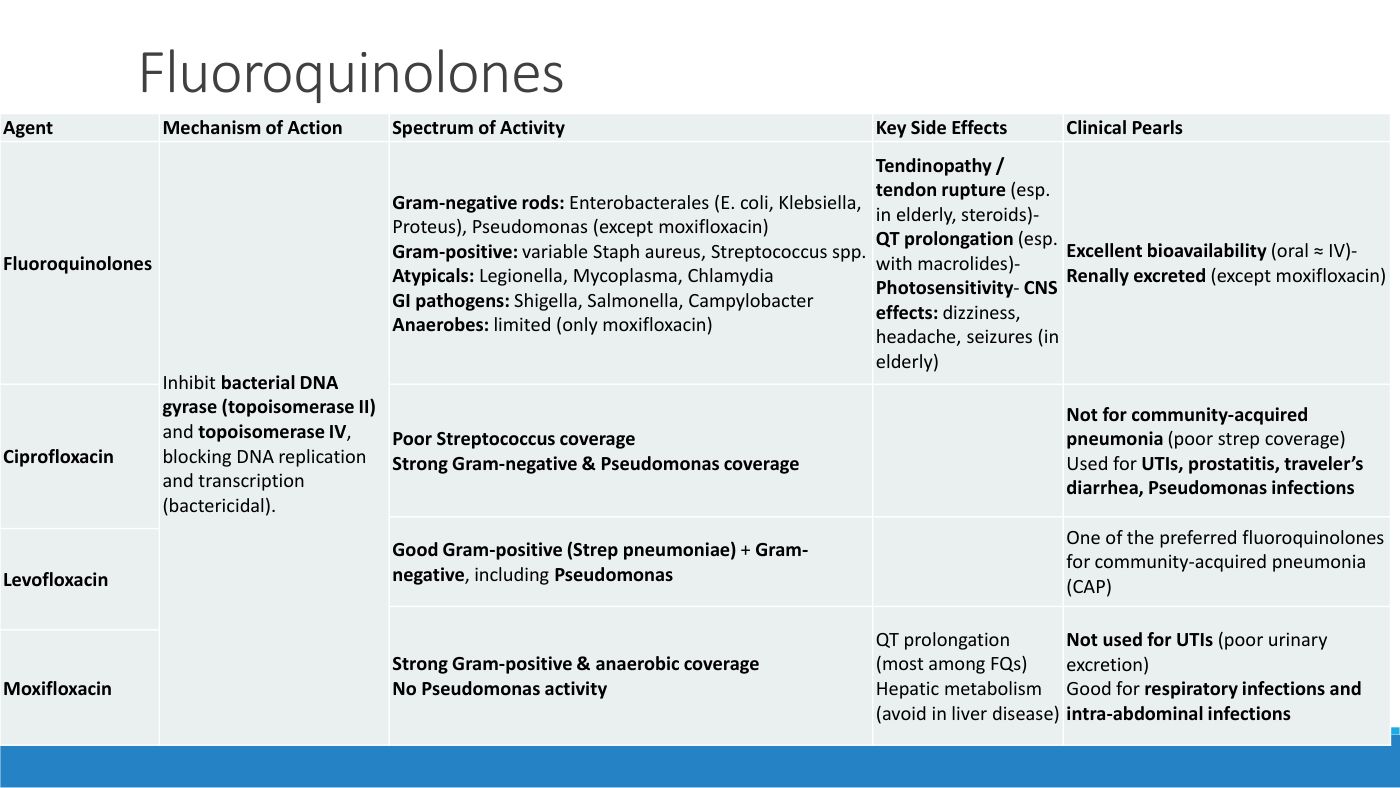 Fluoroquinolones
Agent
Mechanism of Action
Spectrum of Activity
Key Side Effects
Clinical Pearls
Fluoroquinolones
Inhibit bacterial DNA
gyrase (topoisomerase II)
and topoisomerase IV,
blocking DNA replication
and transcription
(bactericidal).
Gram-negative rods: Enterobacterales (E. coli, Klebsiella,
Proteus), Pseudomonas (except moxifloxacin)
Gram-positive: variable Staph aureus, Streptococcus spp.
Atypicals: Legionella, Mycoplasma, Chlamydia
GI pathogens: Shigella, Salmonella, Campylobacter
Anaerobes: limited (only moxifloxacin)
Tendinopathy /
tendon rupture (esp.
in elderly, steroids)-
QT prolongation (esp.
with macrolides)-
Photosensitivity- CNS
effects: dizziness,
headache, seizures (in
elderly)
Excellent bioavailability (oral ≈ IV)-
Renally excreted (except moxifloxacin)
Ciprofloxacin
Poor Streptococcus coverage
Strong Gram-negative & Pseudomonas coverage
Not for community-acquired
pneumonia (poor strep coverage)
Used for UTIs, prostatitis, traveler’s
diarrhea, Pseudomonas infections
Levofloxacin
Good Gram-positive (Strep pneumoniae) + Gram-
negative, including Pseudomonas
One of the preferred fluoroquinolones
for community-acquired pneumonia
(CAP)
Moxifloxacin
Strong Gram-positive & anaerobic coverage
No Pseudomonas activity
QT prolongation
(most among FQs)
Hepatic metabolism
(avoid in liver disease)
Not used for UTIs (poor urinary
excretion)
Good for respiratory infections and
intra-abdominal infections